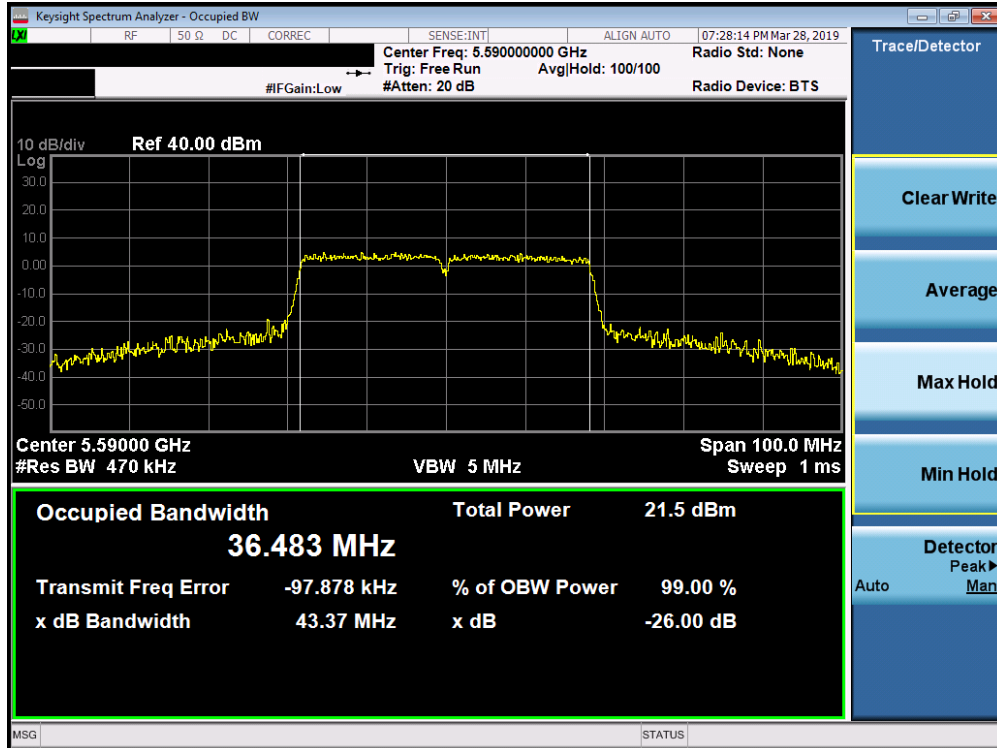 Keysight Spectrum Analyzer - Occupied BW
LXI RF 50 Ω DC CORREC SENSE:INT ALIGN AUTO 07:28:14 PM Mar 28, 2019
Center Freq: 5.590000000 GHz Radio Std: None
Trig: Free Run Avg|Hold: 100/100
#IFGain:Low #Atten: 20 dB Radio Device: BTS
Trace/Detector
10 dB/div Ref 40.00 dBm
Log
30.0
20.0
10.0
0.00
-10.0
-20.0
-30.0
-40.0
-50.0
Center 5.59000 GHz Span 100.0 MHz
#Res BW 470 kHz VBW 5 MHz Sweep 1 ms
Occupied Bandwidth Total Power 21.5 dBm
36.483 MHz
Transmit Freq Error -97.878 kHz % of OBW Power 99.00 %
x dB Bandwidth 43.37 MHz x dB -26.00 dB
Clear Write
Average
Max Hold
Min Hold
Detector
Peak▶
Auto Man
MSG STATUS